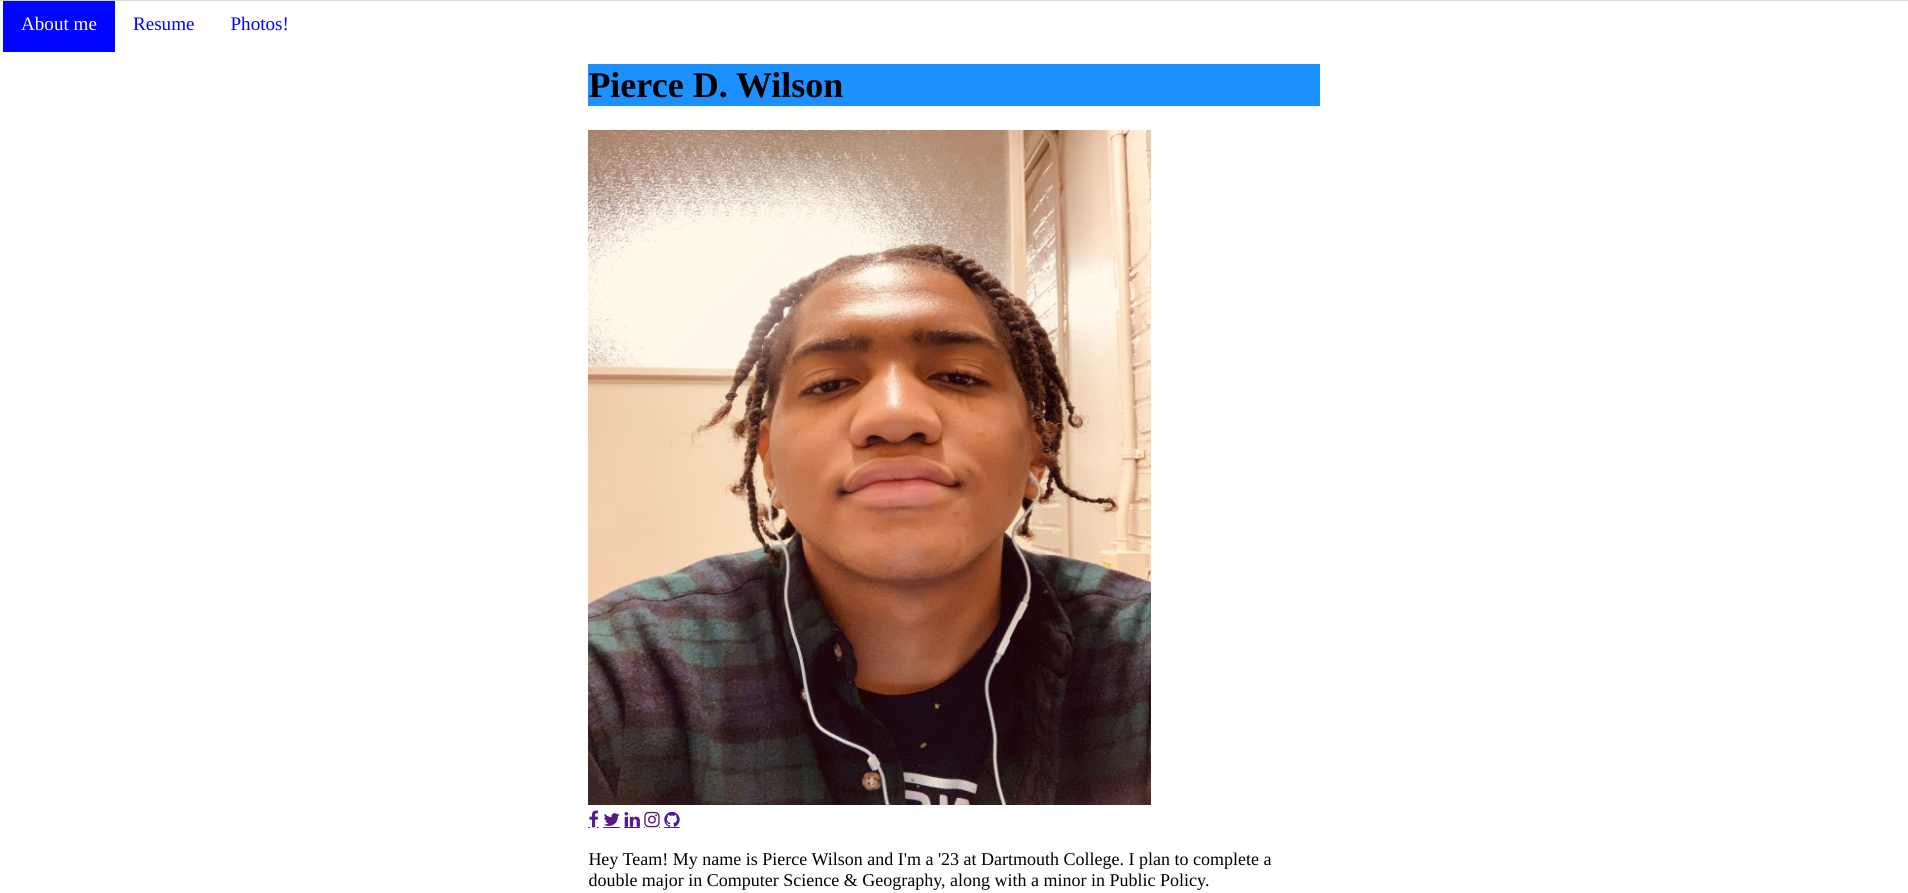 About me Resume Photos!
Pierce D. Wilson
Hey Team! My name is Pierce Wilson and I'm a '23 at Dartmouth College. I plan to complete a
double major in Computer Science & Geography, along with a minor in Public Policy.